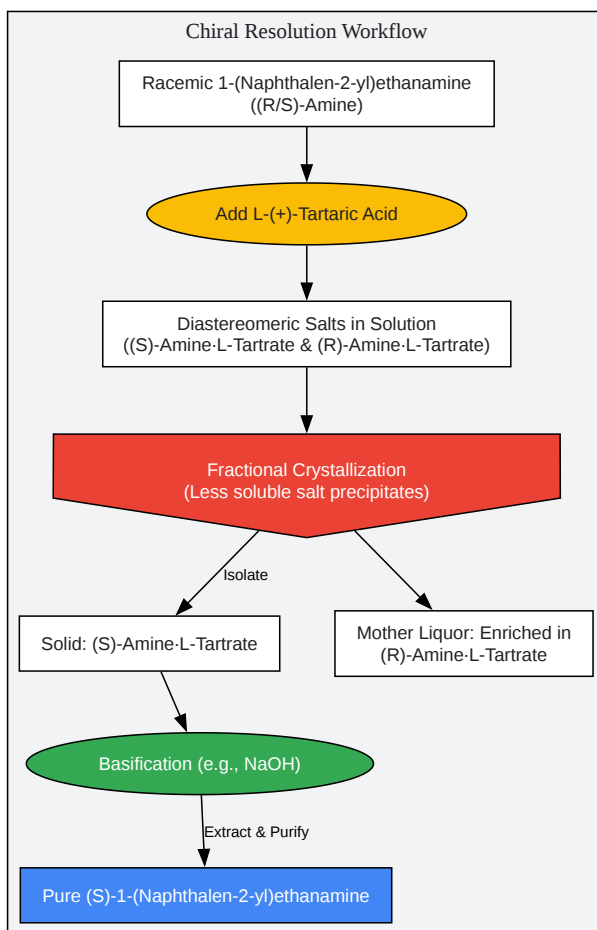 Chiral Resolution Workflow
Racemic 1-(Naphthalen-2-yl)ethanamine
((R/S)-Amine)
Add L-(+)-Tartaric Acid
Diastereomeric Salts in Solution
((S)-Amine·L-Tartrate & (R)-Amine·L-Tartrate)
Fractional Crystallization
(Less soluble salt precipitates)
Isolate
Solid: (S)-Amine·L-Tartrate
Mother Liquor: Enriched in
(R)-Amine·L-Tartrate
Basification (e.g., NaOH)
Extract & Purify
Pure (S)-1-(Naphthalen-2-yl)ethanamine